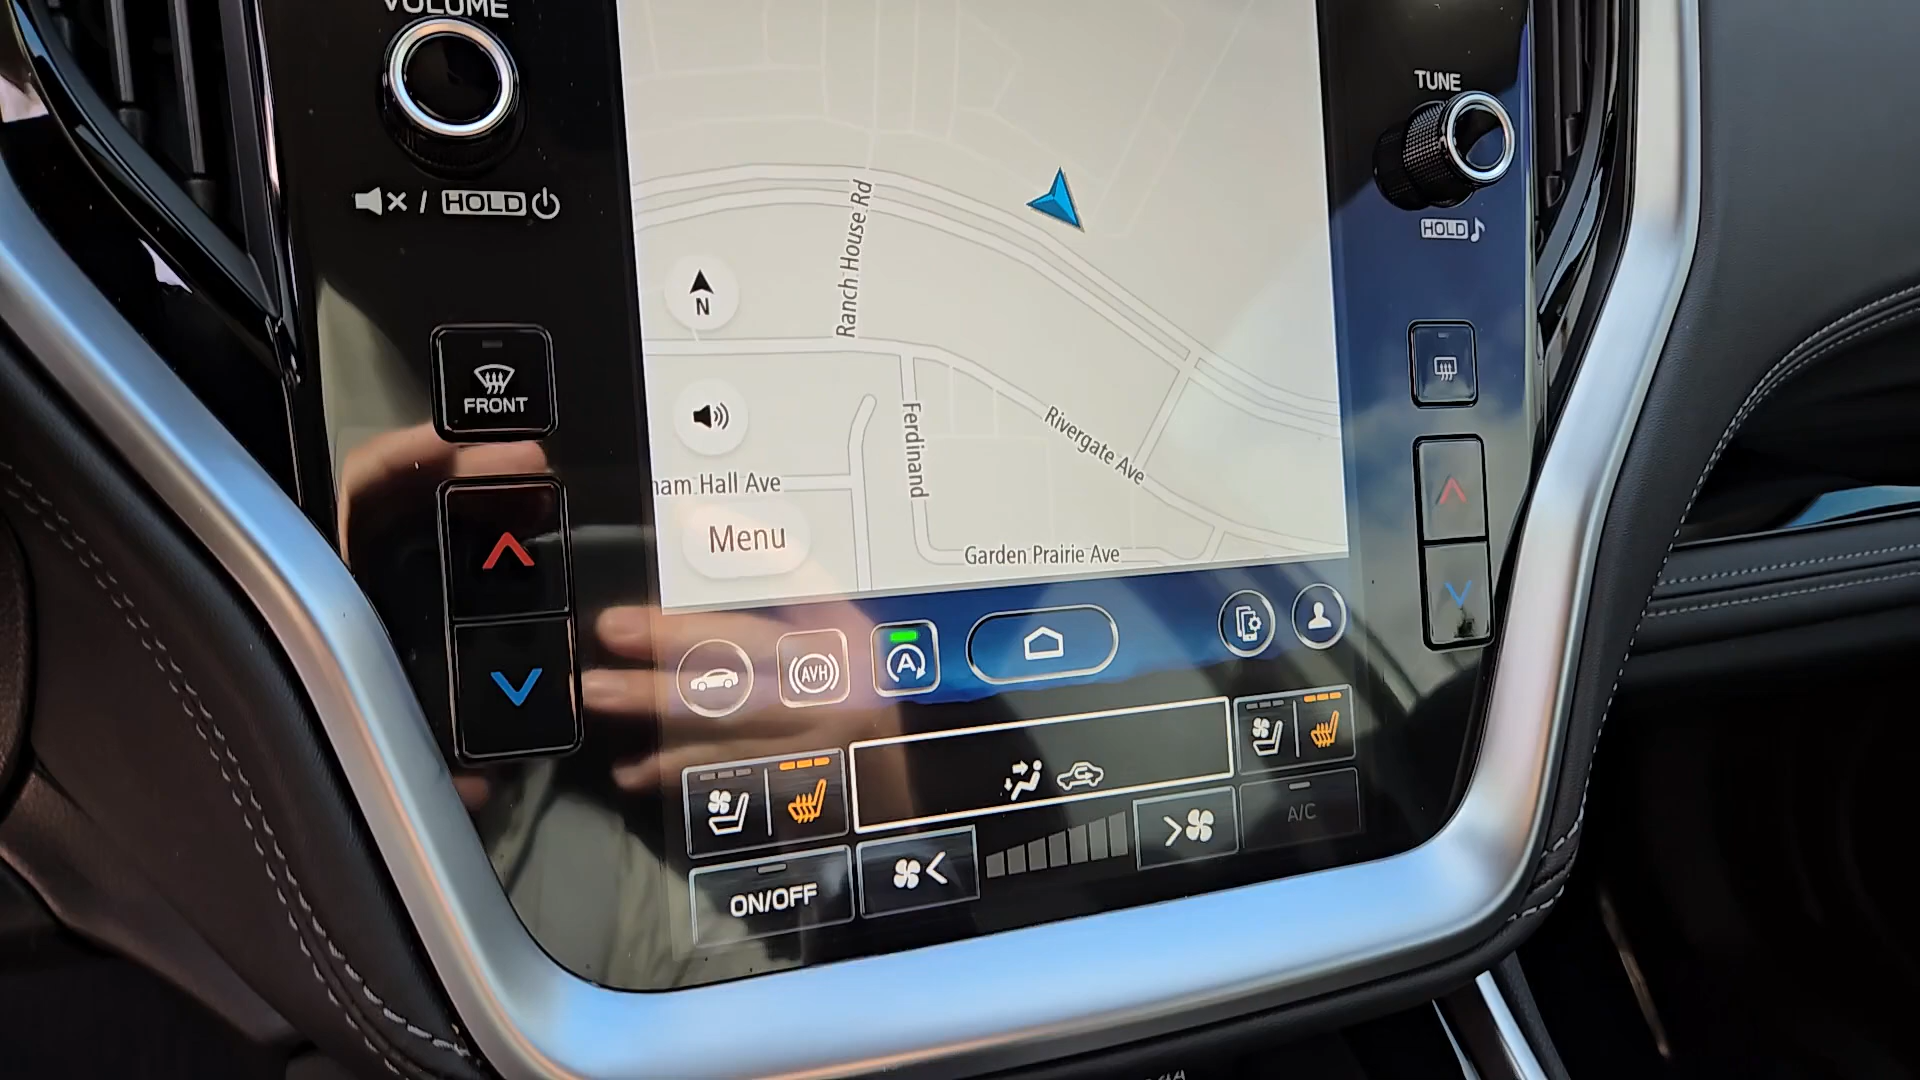 VOLUME
TUNE
HOLD
HOLD
Ranch House Rd
N
FRONT
Ferdinand
Rivergate Ave
ham Hall Ave
Menu
Garden Prairie Ave
AVH
A
A/C
ON/OFF